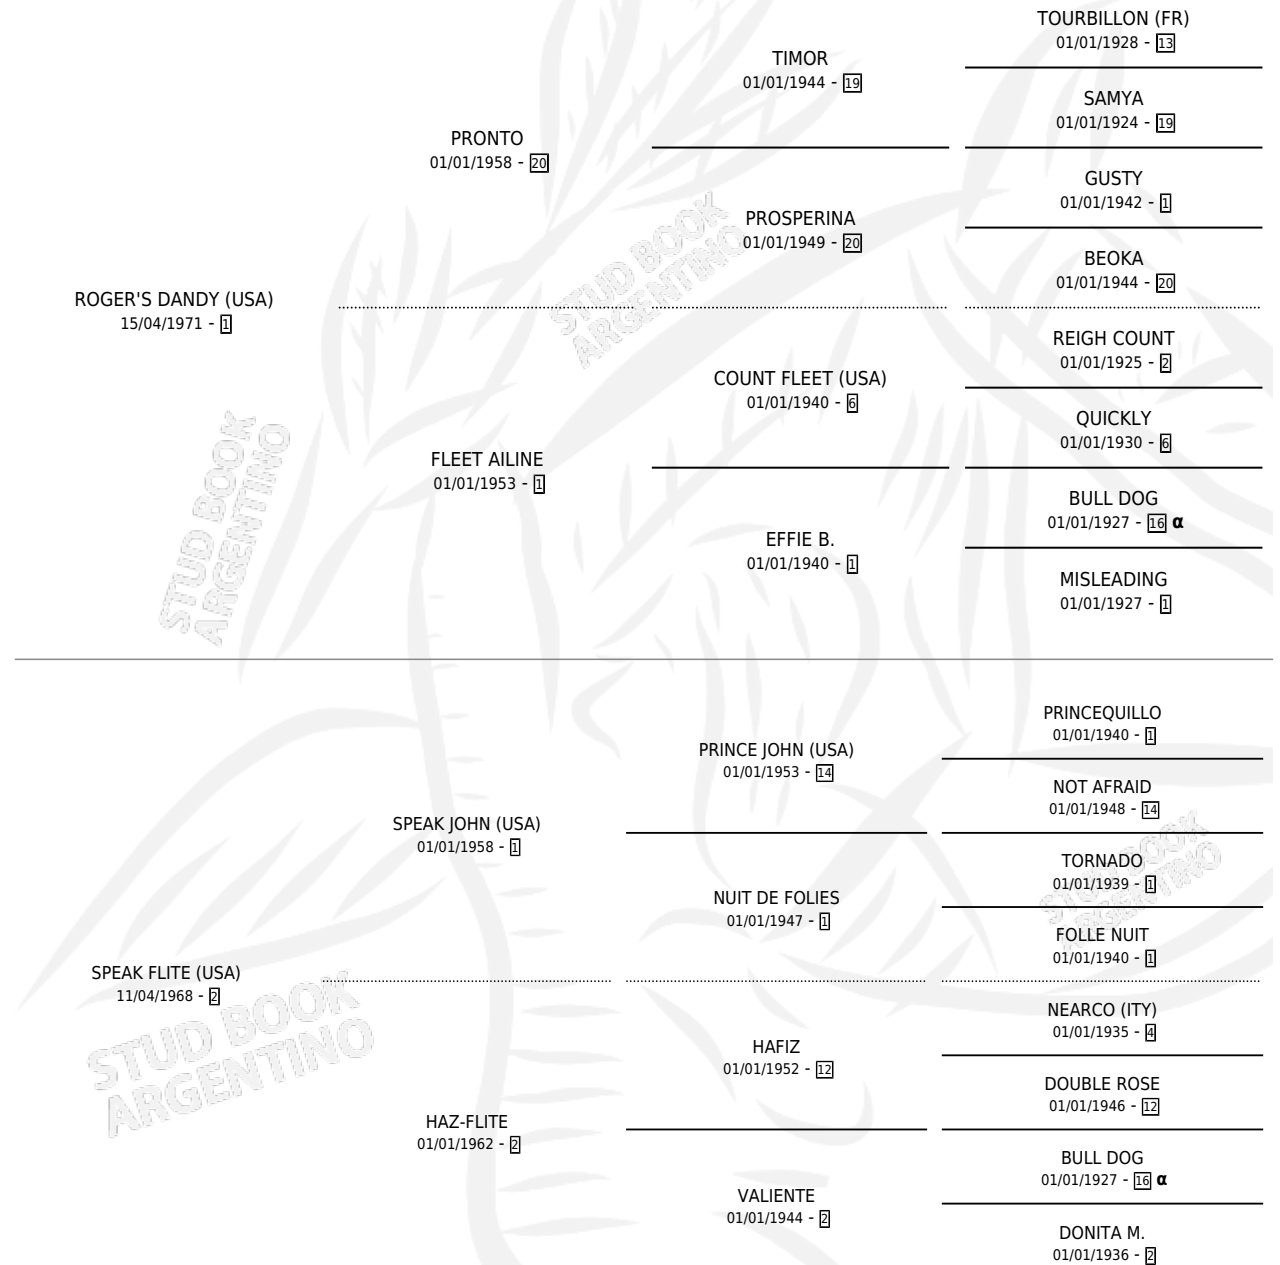 TOURBILLON (FR)
01/01/1928 - 13
TIMOR
01/01/1944 - 19
SAMYA
01/01/1924 - 19
PRONTO
01/01/1958 - 20
GUSTY
01/01/1942 - 1
PROSPERINA
01/01/1949 - 20
BEOKA
01/01/1944 - 20
ROGER'S DANDY (USA)
15/04/1971 - 1
REIGH COUNT
01/01/1925 - 2
COUNT FLEET (USA)
01/01/1940 - 6
QUICKLY
01/01/1930 - 6
FLEET AILINE
01/01/1953 - 1
BULL DOG
01/01/1927 - 16 α
EFFIE B.
01/01/1940 - 1
MISLEADING
01/01/1927 - 1
STUD BOOK
ARGENTINO
STUD BOOK
ARGENTINO
PRINCEQUILLO
01/01/1940 - 1
PRINCE JOHN (USA)
01/01/1953 - 14
NOT AFRAID
01/01/1948 - 14
SPEAK JOHN (USA)
01/01/1958 - 1
TORNADO
01/01/1939 - 1
NUIT DE FOLIES
01/01/1947 - 1
FOLLE NUIT
01/01/1940 - 1
SPEAK FLITE (USA)
11/04/1968 - 2
NEARCO (ITY)
01/01/1935 - 4
HAFIZ
01/01/1952 - 12
DOUBLE ROSE
01/01/1946 - 12
HAZ-FLITE
01/01/1962 - 2
BULL DOG
01/01/1927 - 16 α
VALIENTE
01/01/1944 - 2
DONITA M.
01/01/1936 - 2
STUD BOOK
ARGENTINO
STUD BOOK
ARGENTINO